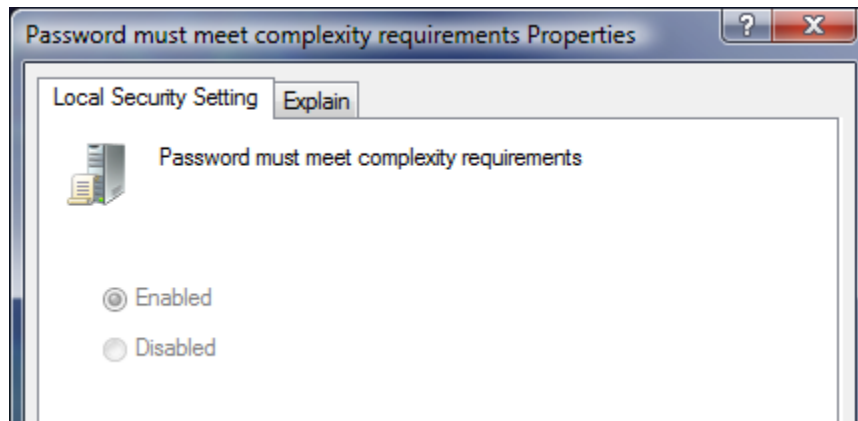 Password must meet complexity requirements Properties
? X
Local Security Setting
Explain
Password must meet complexity requirements
Enabled
Disabled